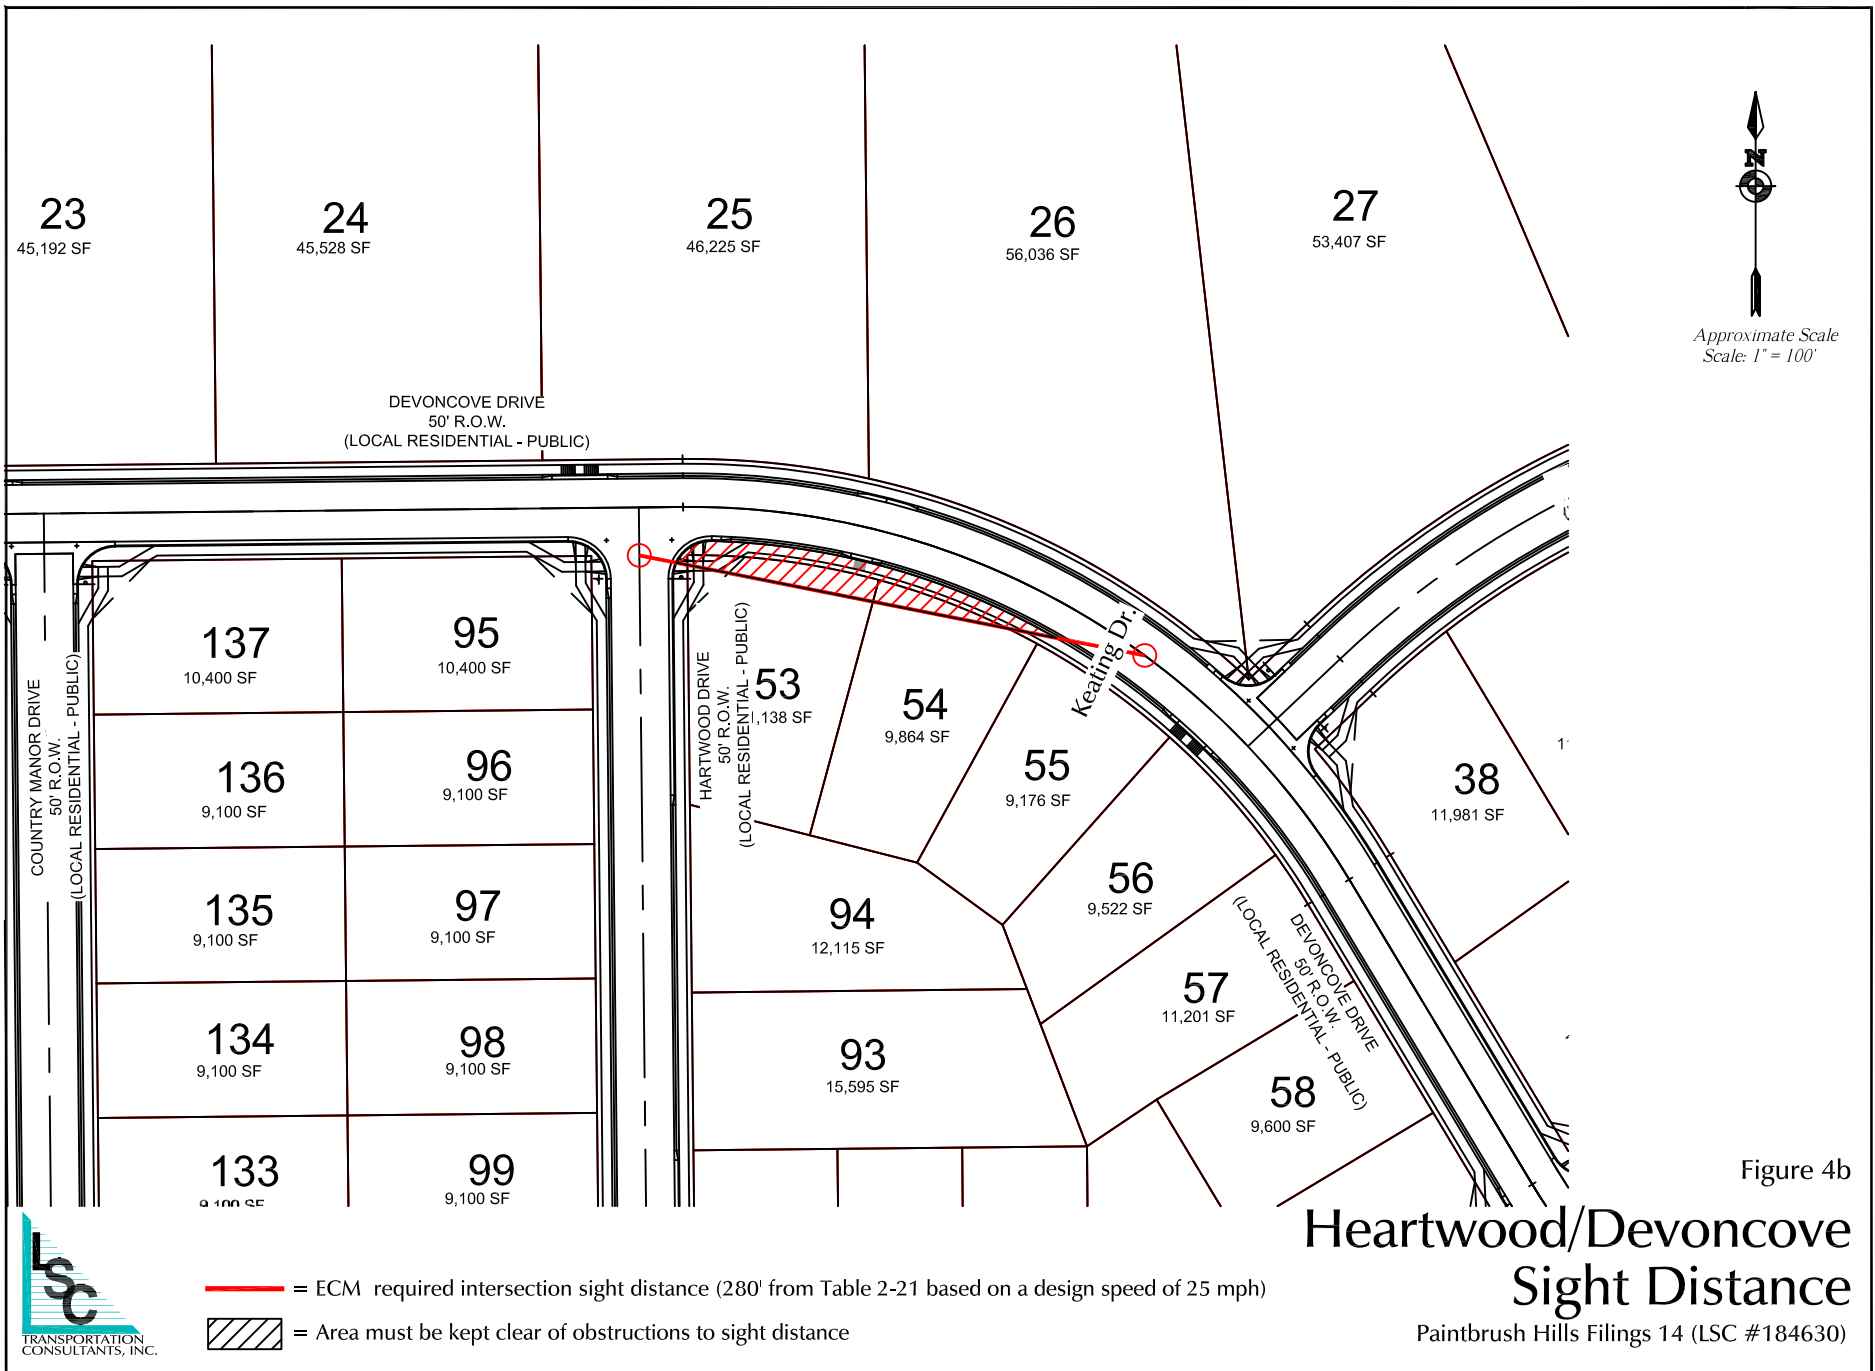 23
45,192 SF
24
45,528 SF
25
46,225 SF
26
56,036 SF
27
53,407 SF
N
Approximate Scale
Scale: 1" = 100'
DEVONCOVE DRIVE
50' R.O.W.
(LOCAL RESIDENTIAL - PUBLIC)
137
10,400 SF
95
10,400 SF
136
9,100 SF
96
9,100 SF
135
9,100 SF
97
9,100 SF
134
9,100 SF
98
9,100 SF
133
9,100 SF
99
9,100 SF
COUNTRY MANOR DRIVE
50' R.O.W.
(LOCAL RESIDENTIAL - PUBLIC)
HARTWOOD DRIVE
50' R.O.W.
(LOCAL RESIDENTIAL - PUBLIC)
53
1,138 SF
54
9,864 SF
55
9,176 SF
56
9,522 SF
57
11,201 SF
58
9,600 SF
94
12,115 SF
93
15,595 SF
38
11,981 SF
Keating Dr.
DEVONCOVE DRIVE
50' R.O.W.
(LOCAL RESIDENTIAL - PUBLIC)
Figure 4b
Heartwood/Devoncove
Sight Distance
Paintbrush Hills Filings 14 (LSC #184630)
LSC
TRANSPORTATION
CONSULTANTS, INC.
= ECM required intersection sight distance (280' from Table 2-21 based on a design speed of 25 mph)
= Area must be kept clear of obstructions to sight distance